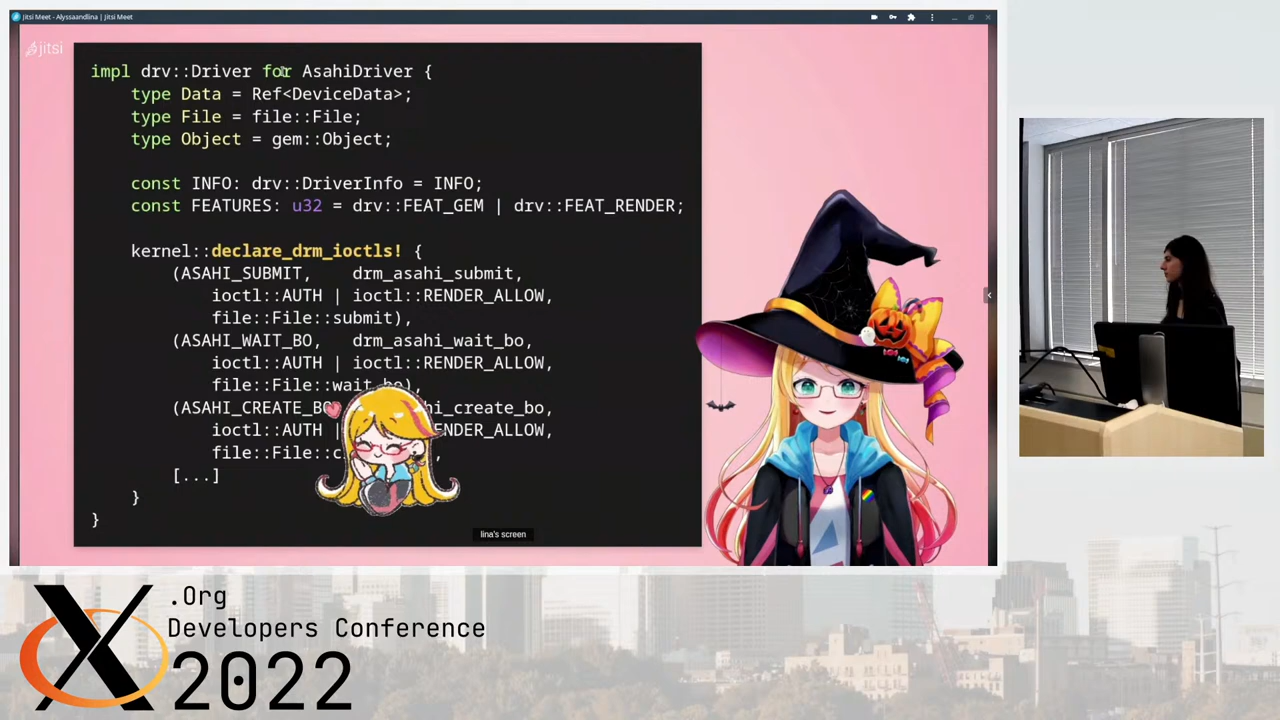 Jitsi Meet - Alyssaandlina | Jitsi Meet
jitsi
impl drv::Driver for AsahiDriver {
type Data = Ref<DeviceData>;
type File = file::File;
type Object = gem::Object;
const INFO: drv::DriverInfo = INFO;
const FEATURES: u32 = drv::FEAT_GEM | drv::FEAT_RENDER;
kernel::declare_drm_ioctls! {
(ASAHI_SUBMIT, drm_asahi_submit,
ioctl::AUTH | ioctl::RENDER_ALLOW,
file::File::submit),
(ASAHI_WAIT_BO, drm_asahi_wait_bo,
ioctl::AUTH | ioctl::RENDER_ALLOW,
file::File::wait_bo),
(ASAHI_CREATE_BO hi_create_bo,
ioctl::AUTH | ENDER_ALLOW,
file::File::c ,
[...]
}
}
lina's screen
X.Org
Developers Conference
2022